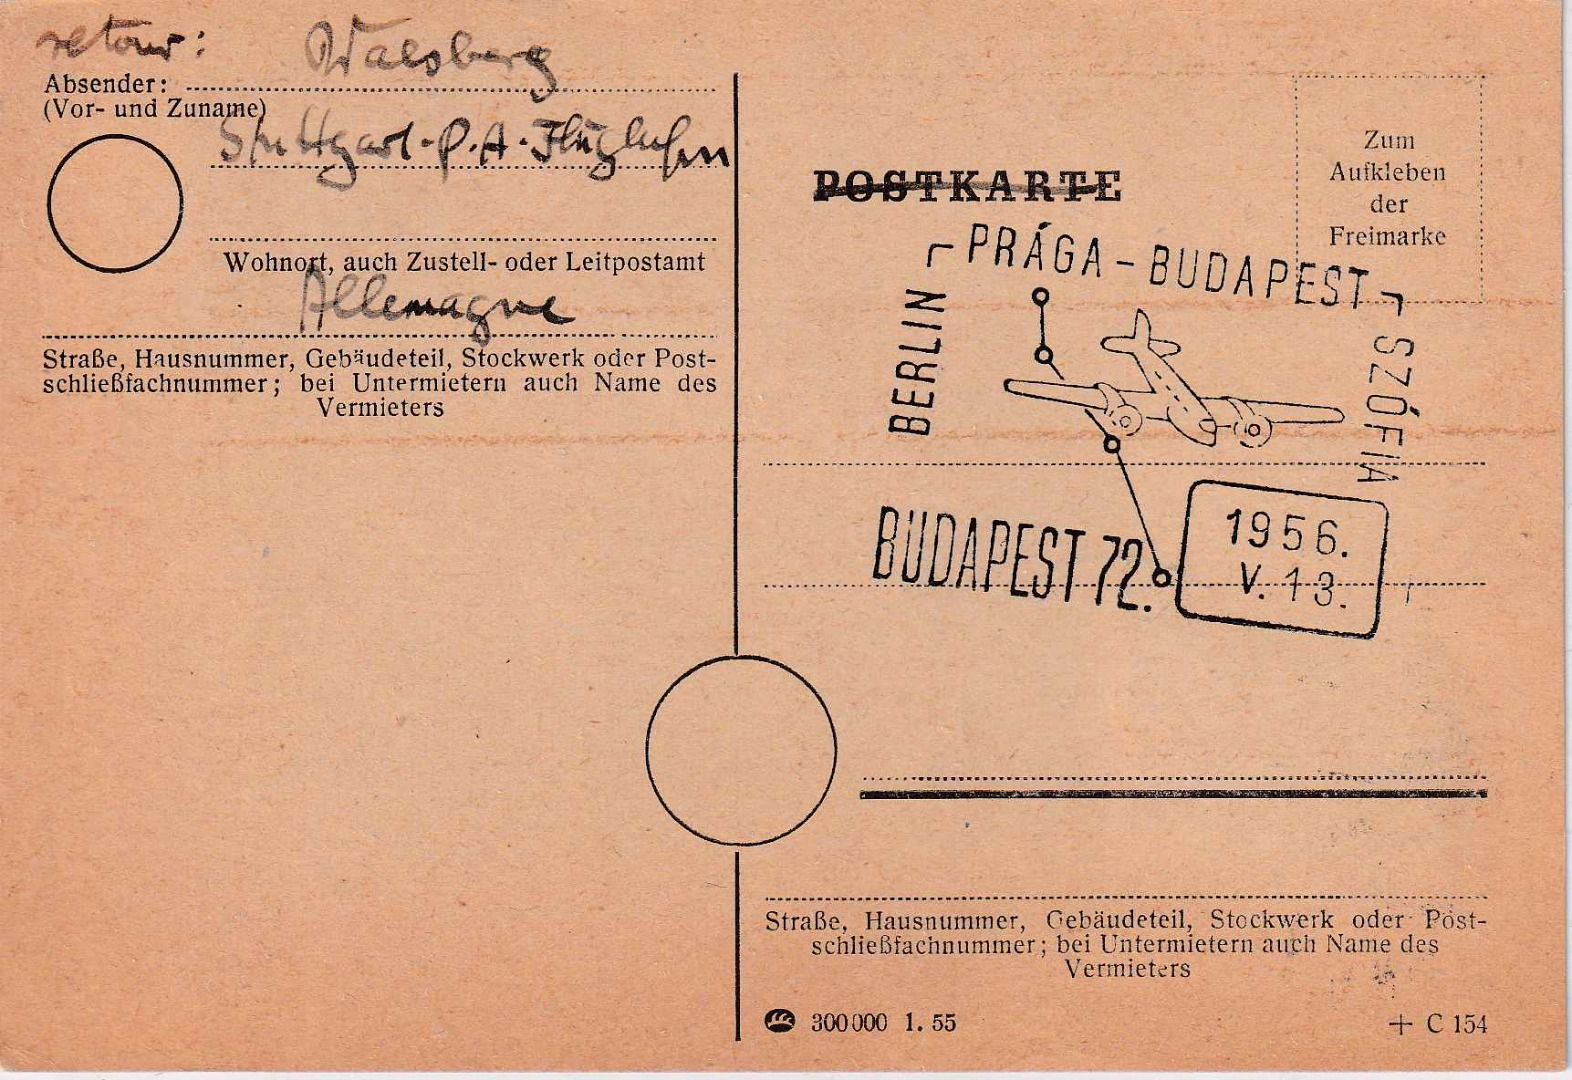 retour: Walsberg
Absender:
(Vor- und Zuname)
Stuttgart-P.A-Flughafen
Wohnort, auch Zustell- oder Leitpostamt
Allemagne
Straße, Hausnummer, Gebäudeteil, Stockwerk oder Post-
schließfachnummer; bei Untermietern auch Name des
Vermieters
Zum
Aufkleben
der
Freimarke
POSTKARTE
BERLIN
PRÁGA - BUDAPEST
SZÓFIA
BUDAPEST 72.
1956.
V. 13.
Straße, Hausnummer, Gebäudeteil, Stockwerk oder Post-
schließfachnummer; bei Untermietern auch Name des
Vermieters
300000 1. 55
+ C 154